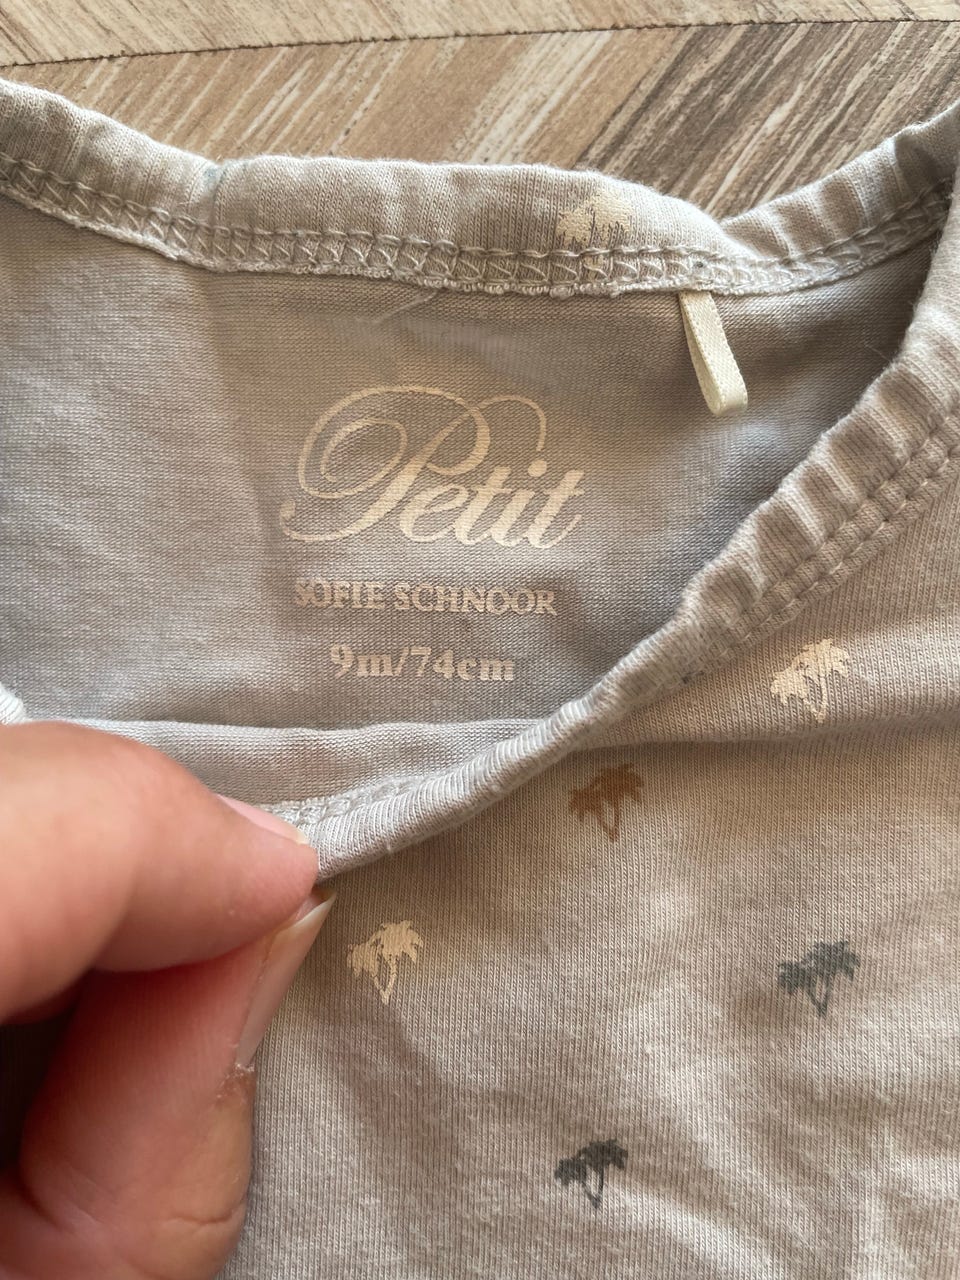 Petit
SOFIE SCHNOOR
9m/74cm